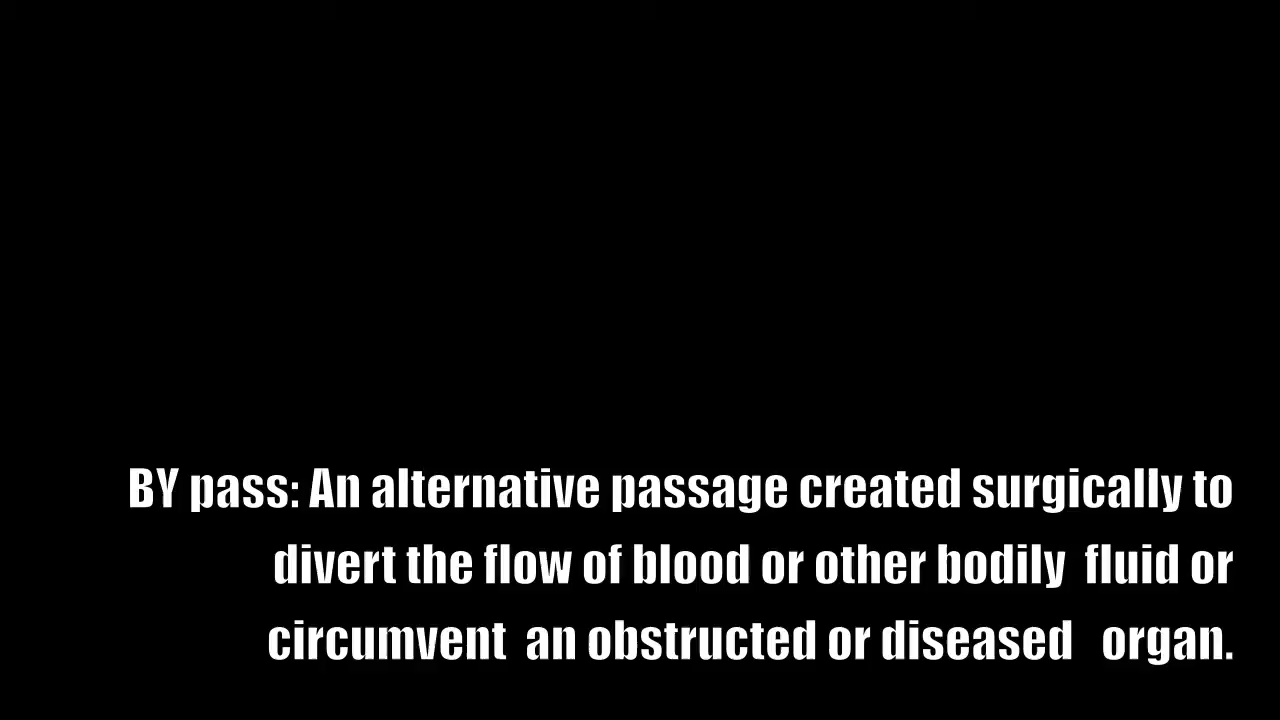 BY pass: An alternative passage created surgically to
divert the flow of blood or other bodily  fluid or
circumvent  an obstructed or diseased   organ.